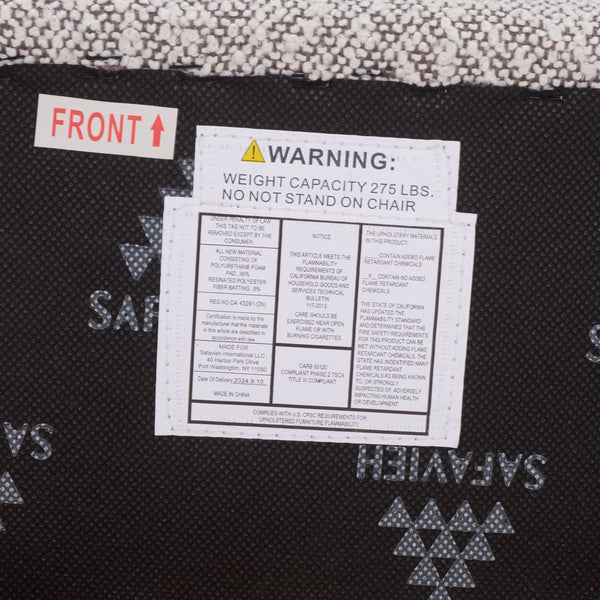 FRONT
WARNING:
WEIGHT CAPACITY 275 LBS.
NO NOT STAND ON CHAIR
UNDER PENALTY OF LAW
THIS TAG NOT TO BE
REMOVED EXCEPT BY THE
CONSUMER.
ALL NEW MATERIAL
CONSISTING OF
POLYURETHANE FOAM
PAD...95%
RESINATED POLYESTER
FIBER BATTING...5%
REG.NO.CA 43291 (CN)
Certification is made by the
manufacturer that the materials
in this article are described in
accordance with law.
MADE FOR
Safavieh International LLC.
40 Harbor Park Drive
Port Washington, NY 11050
Date Of Delivery 2024.9.10
MADE IN CHINA
NOTICE
THIS ARTICLE MEETS THE
FLAMMABILITY
REQUIREMENTS OF
CALIFORNIA BUREAU OF
HOUSEHOLD GOODS AND
SERVICES TECHNICAL
BULLETIN
117-2013.
CARE SHOULD BE
EXERCISED NEAR OPEN
FLAME OR WITH
BURNING CIGARETTES.
CARB 93120
COMPLIANT PHASE 2 TSCA
TITLE VI COMPLIANT
THE UPHOLSTERY MATERIALS
IN THIS PRODUCT:
____CONTAIN ADDED FLAME
RETARDANT CHEMICALS
__X__ CONTAIN NO ADDED
FLAME RETARDANT
CHEMICALS
THE STATE OF CALIFORNIA
HAS UPDATED THE
FLAMMABILITY STANDARD
AND DETERMINED THAT THE
FIRE SAFETY REQUIREMENTS
FOR THIS PRODUCT CAN BE
MET WITHOUT ADDING FLAME
RETARDANT CHEMICALS. THE
STATE HAS IDENTIFIED MANY
FLAME RETARDANT
CHEMICALS AS BEING KNOWN
TO, OR STRONGLY
SUSPECTED OF, ADVERSELY
IMPACTING HUMAN HEALTH
OR DEVELOPMENT.
COMPLIES WITH U.S. CPSC REQUIREMENTS FOR
UPHOLSTERED FURNITURE FLAMMABILITY
SAFA
SAFAVIEH
SAFAV